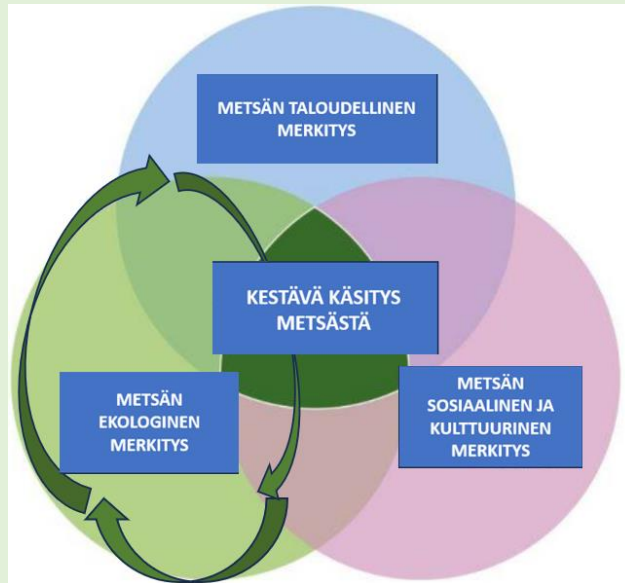 METSÄN TALOUDELLINEN
MERKITYS
KESTÄVÄ KÄSITYS
METSÄSTÄ
METSÄN
EKOLOGINEN
MERKITYS
METSÄN
SOSIAALINEN JA
KULTTUURINEN
MERKITYS